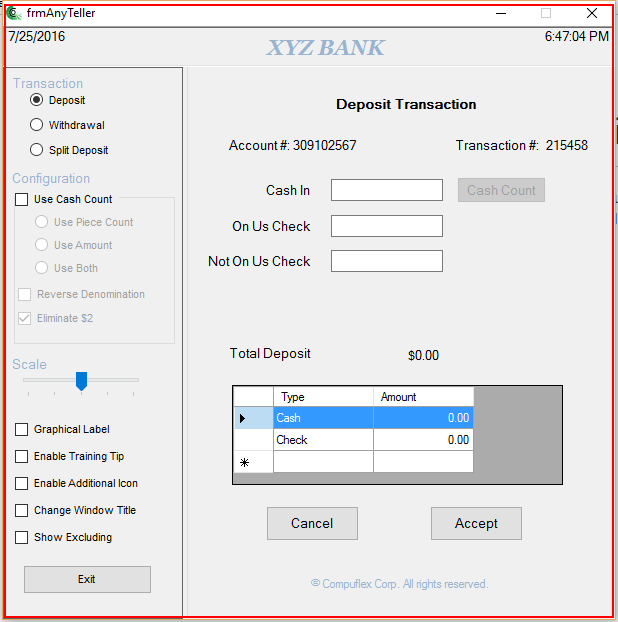 frmAnyTeller
7/25/2016
XYZ BANK
6:47:04 PM
Transaction
Deposit
Withdrawal
Split Deposit
Configuration
Use Cash Count
Use Piece Count
Use Amount
Use Both
Reverse Denomination
Eliminate $2
Scale
Graphical Label
Enable Training Tip
Enable Additional Icon
Change Window Title
Show Excluding
Exit
Deposit Transaction
Account #: 309102567 Transaction #: 215458
Cash In Cash Count
On Us Check
Not On Us Check
Total Deposit $0.00
Type Amount
Cash 0.00
Check 0.00
Cancel Accept
© Compuflex Corp. All rights reserved.